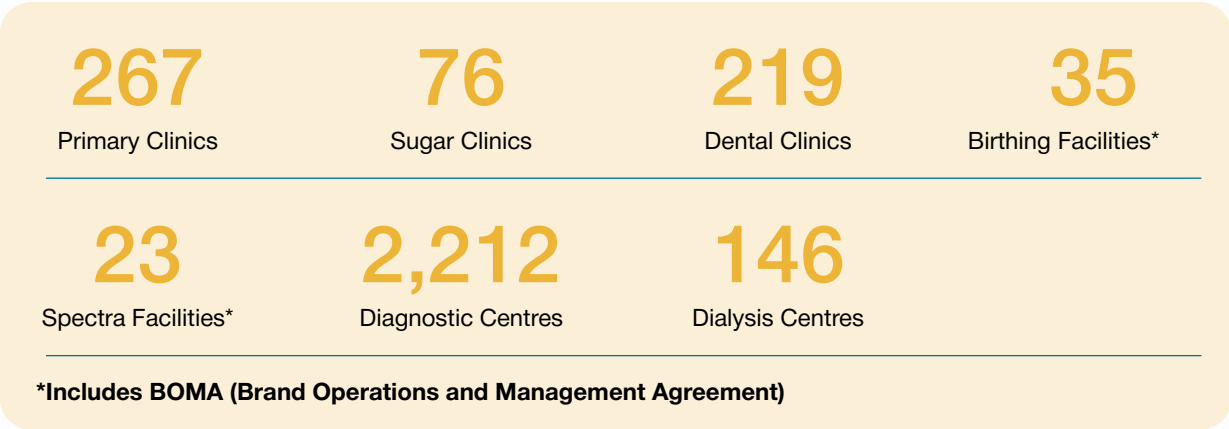 267 76 219 35
Primary Clinics Sugar Clinics Dental Clinics Birthing Facilities*
23 2,212 146
Spectra Facilities* Diagnostic Centres Dialysis Centres
*Includes BOMA (Brand Operations and Management Agreement)